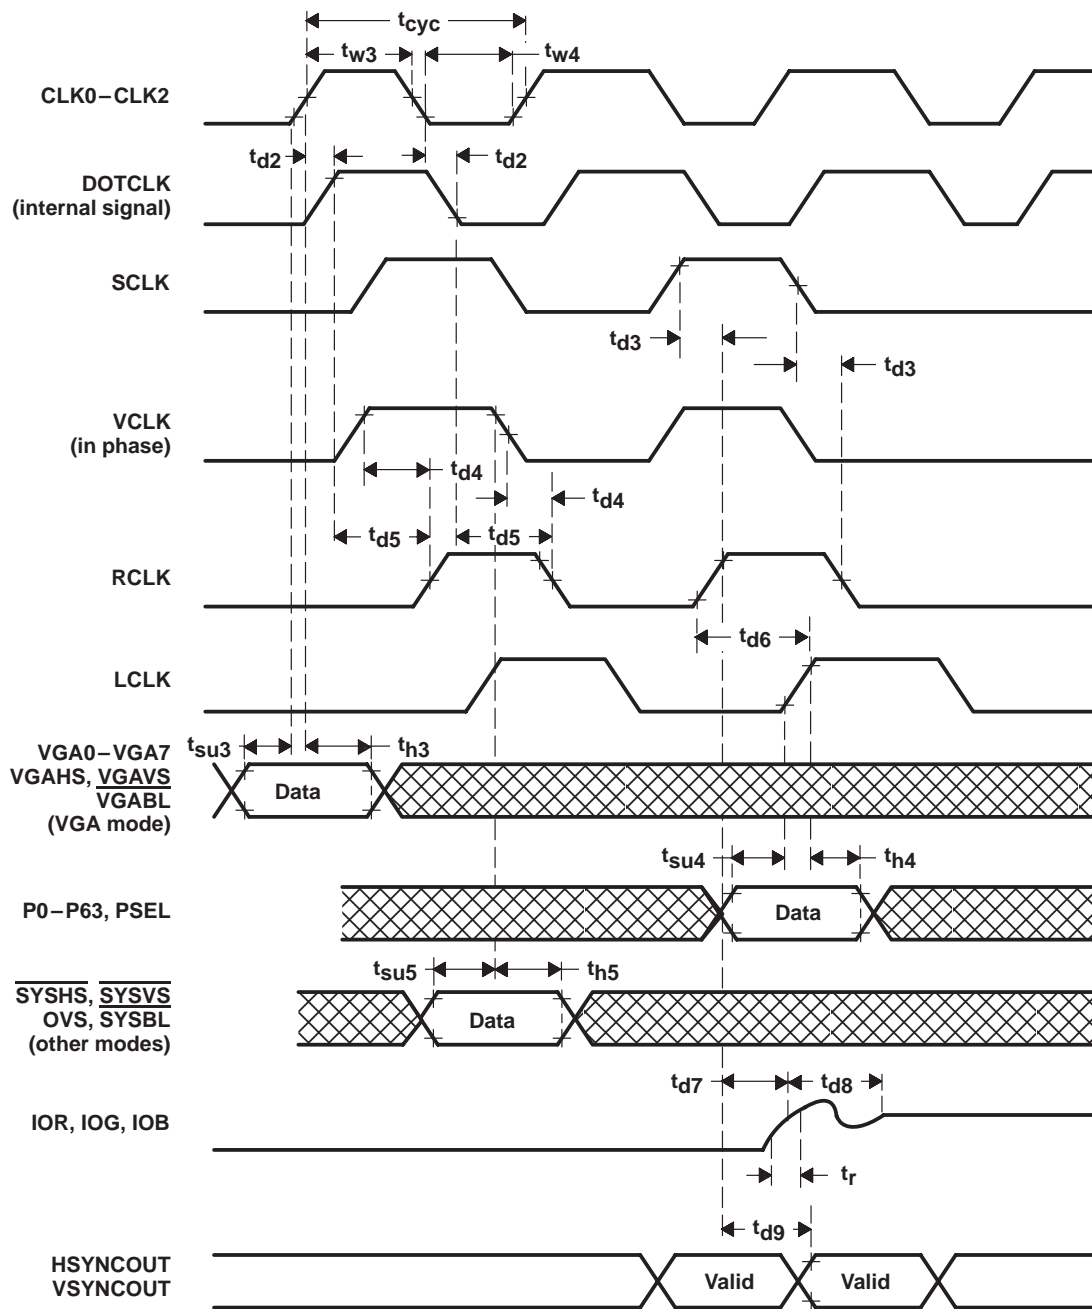 tcyc
tw3
tw4
CLK0–CLK2
td2
td2
DOTCLK
(internal signal)
SCLK
td3
td3
VCLK
(in phase)
td4
td4
td5
td5
RCLK
td6
LCLK
VGA0–VGA7
VGAHS, VGAVS
VGABL
(VGA mode)
tsu3
th3
Data
tsu4
th4
P0–P63, PSEL
Data
tsu5
th5
SYSHS, SYSVS
OVS, SYSBL
(other modes)
Data
td7
td8
IOR, IOG, IOB
tr
td9
HSYNCOUT
VSYNCOUT
Valid
Valid